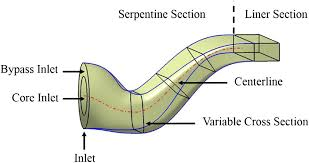 Serpentine Section
Liner Section
Bypass Inlet
Core Inlet
Centerline
Variable Cross Section
Inlet